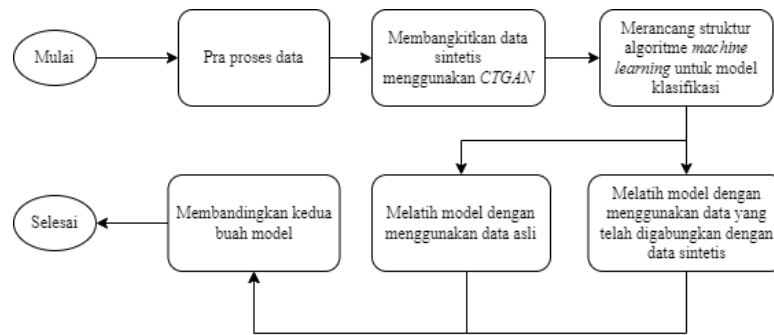 Mulai
Pra proses data
Membangkitkan data
sintetis
menggunakan CTGAN
Merancang struktur
algoritme machine
learning untuk model
klasifikasi
Melatih model dengan
menggunakan data asli
Melatih model dengan
menggunakan data yang
telah digabungkan dengan
data sintetis
Membandingkan kedua
buah model
Selesai